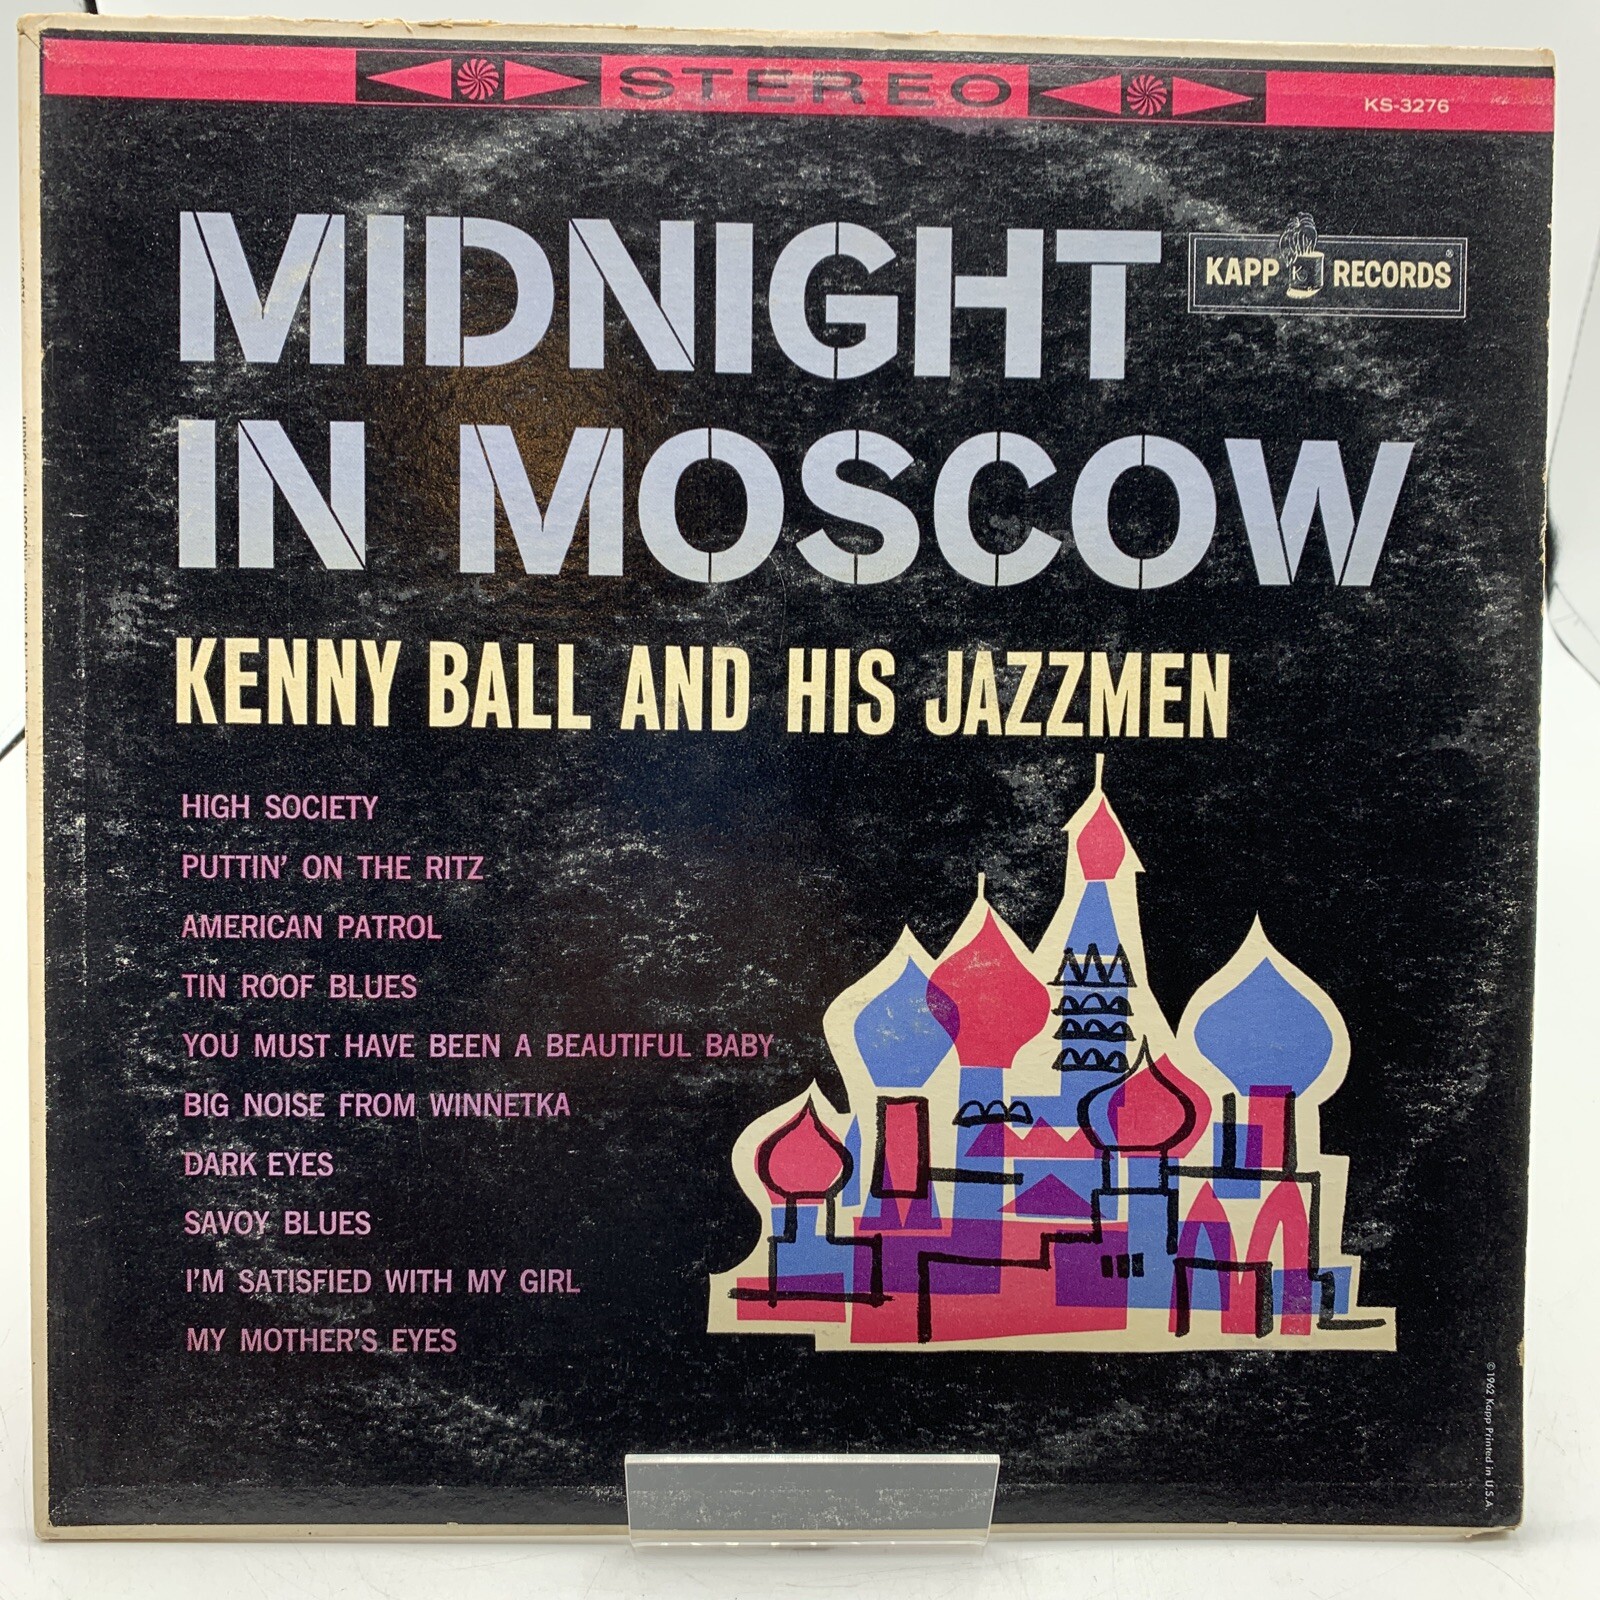 STEREO
KS-3276
MIDNIGHT
KAPP K RECORDS®
IN MOSCOW
KENNY BALL AND HIS JAZZMEN
HIGH SOCIETY
PUTTIN' ON THE RITZ
AMERICAN PATROL
TIN ROOF BLUES
YOU MUST HAVE BEEN A BEAUTIFUL BABY
BIG NOISE FROM WINNETKA
DARK EYES
SAVOY BLUES
I'M SATISFIED WITH MY GIRL
MY MOTHER'S EYES
©1962 Kapp Printed in U.S.A.